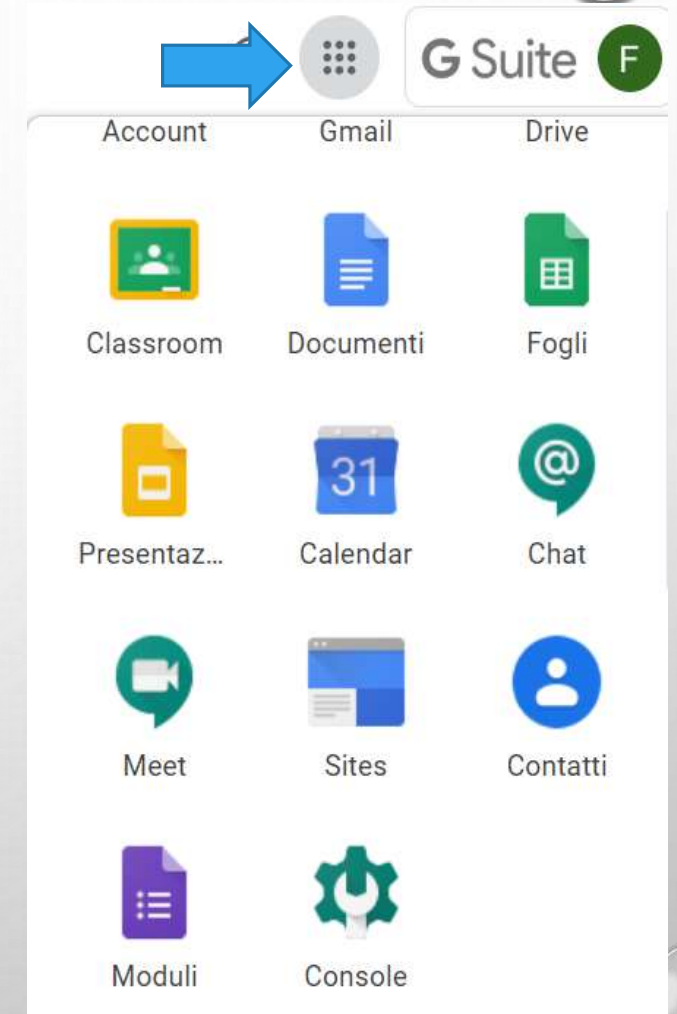 G Suite F
Account Gmail Drive
Classroom Documenti Fogli
31 @
Presentaz... Calendar Chat
Meet Sites Contatti
Moduli Console